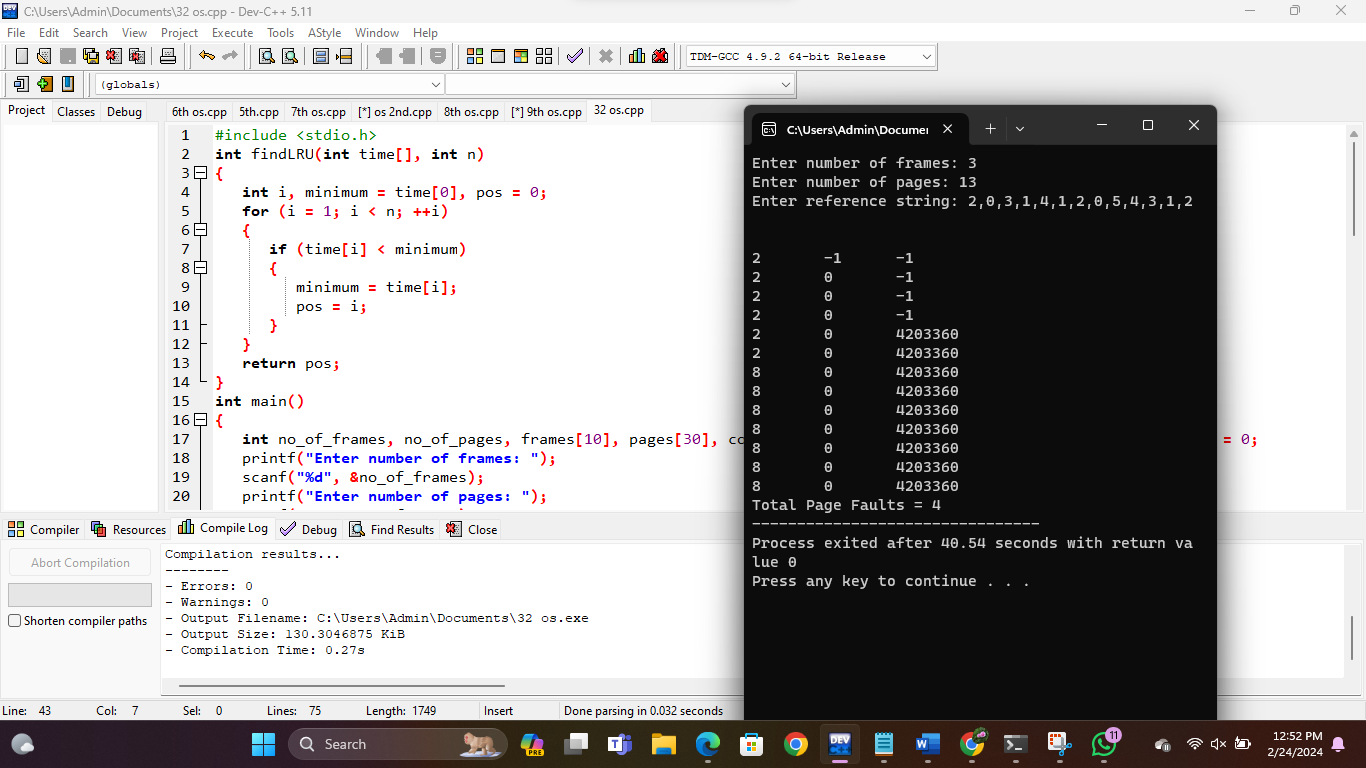 C:\Users\Admin\Documents\32 os.cpp - Dev-C++ 5.11
File Edit Search View Project Execute Tools AStyle Window Help
TDM-GCC 4.9.2 64-bit Release
(globals)
Project Classes Debug
6th os.cpp 5th.cpp 7th os.cpp [*] os 2nd.cpp 8th os.cpp [*] 9th os.cpp 32 os.cpp
1 #include <stdio.h>
2 int findLRU(int time[], int n)
3 {
4 int i, minimum = time[0], pos = 0;
5 for (i = 1; i < n; ++i)
6 {
7 if (time[i] < minimum)
8 {
9 minimum = time[i];
10 pos = i;
11 }
12 }
13 return pos;
14 }
15 int main()
16 {
17 int no_of_frames, no_of_pages, frames[10], pages[30], co = 0;
18 printf("Enter number of frames: ");
19 scanf("%d", &no_of_frames);
20 printf("Enter number of pages: ");
C:\Users\Admin\Documer
Enter number of frames: 3
Enter number of pages: 13
Enter reference string: 2,0,3,1,4,1,2,0,5,4,3,1,2
2 -1 -1
2 0 -1
2 0 -1
2 0 -1
2 0 4203360
2 0 4203360
8 0 4203360
8 0 4203360
8 0 4203360
8 0 4203360
8 0 4203360
8 0 4203360
8 0 4203360
Total Page Faults = 4
--------------------------------
Process exited after 40.54 seconds with return va
lue 0
Press any key to continue . . .
Compiler Resources Compile Log Debug Find Results Close
Abort Compilation
Shorten compiler paths
Compilation results...
--------
- Errors: 0
- Warnings: 0
- Output Filename: C:\Users\Admin\Documents\32 os.exe
- Output Size: 130.3046875 KiB
- Compilation Time: 0.27s
Line: 43 Col: 7 Sel: 0 Lines: 75 Length: 1749 Insert Done parsing in 0.032 seconds
Search
PRE
DEV
11
12:52 PM
2/24/2024